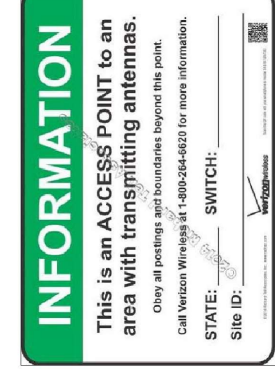 INFORMATION
This is an ACCESS POINT to an
area with transmitting antennas.
Obey all postings and boundaries beyond this point.
Call Verizon Wireless at 1-800-264-6620 for more information.
STATE: SWITCH:
Site ID:
verizonwireless